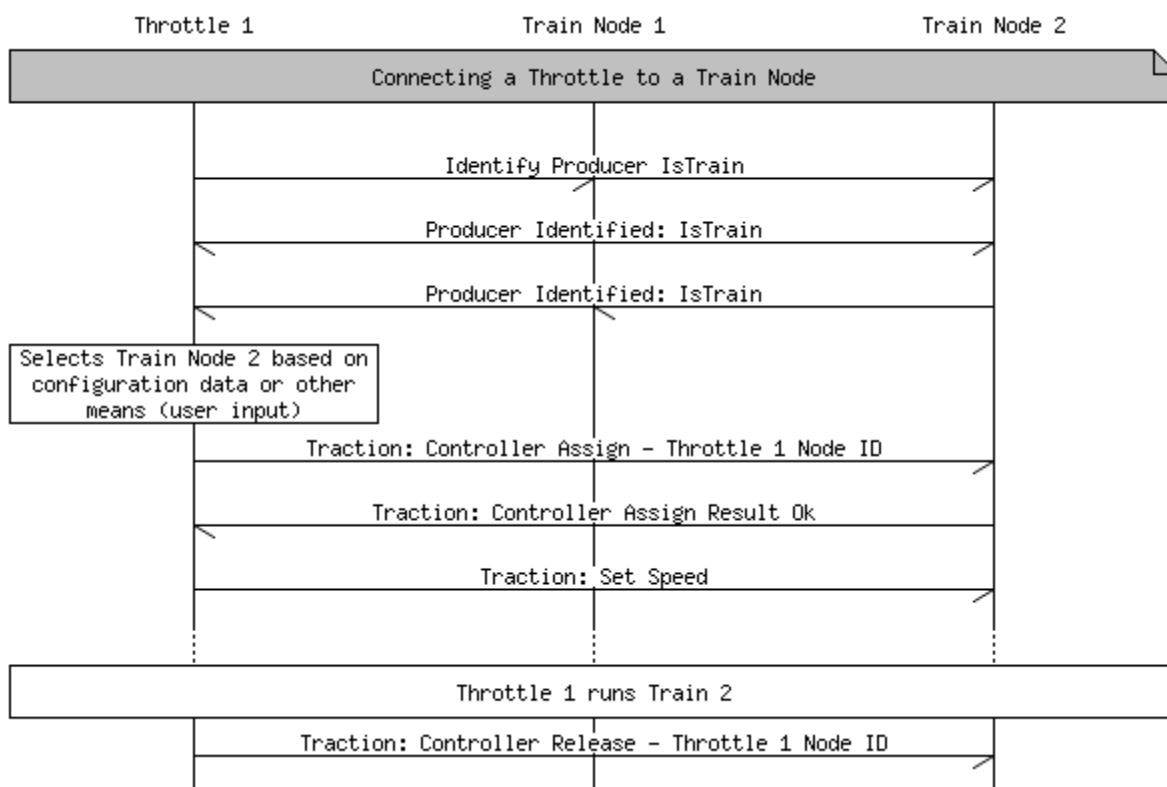 Throttle 1
Train Node 1
Train Node 2
Connecting a Throttle to a Train Node
Identify Producer IsTrain
Producer Identified: IsTrain
Producer Identified: IsTrain
Selects Train Node 2 based on
configuration data or other
means (user input)
Traction: Controller Assign – Throttle 1 Node ID
Traction: Controller Assign Result Ok
Traction: Set Speed
Throttle 1 runs Train 2
Traction: Controller Release – Throttle 1 Node ID